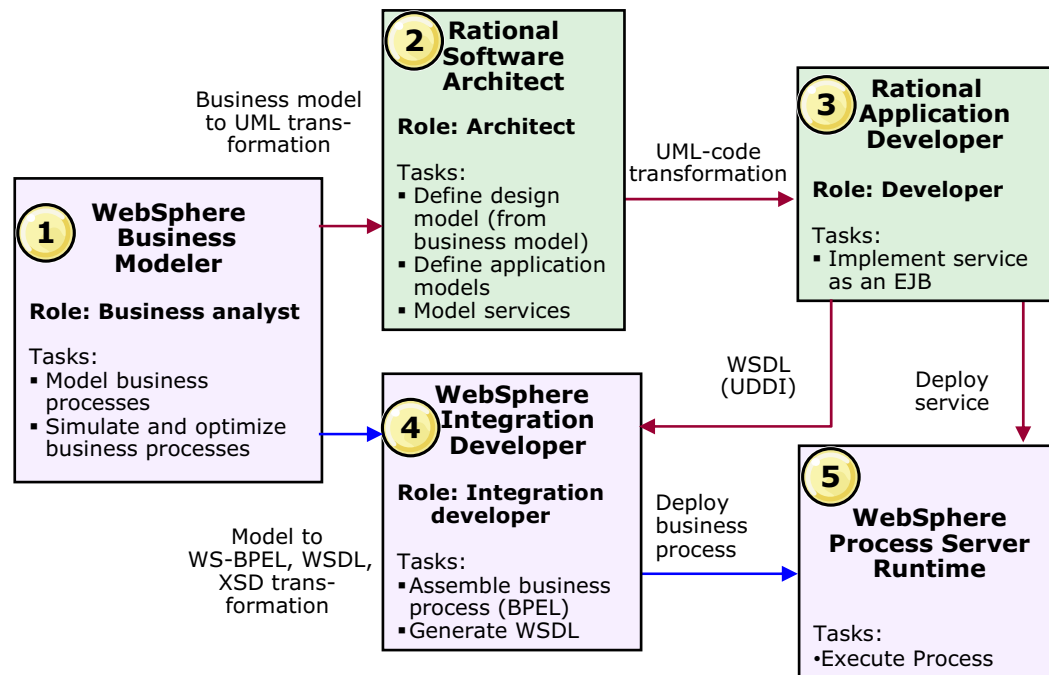 1
WebSphere
Business
Modeler
Role: Business analyst
Tasks:
▪ Model business
processes
▪ Simulate and optimize
business processes
Business model
to UML trans-
formation
2
Rational
Software
Architect
Role: Architect
Tasks:
▪ Define design
model (from
business model)
▪ Define application
models
▪ Model services
UML-code
transformation
3
Rational
Application
Developer
Role: Developer
Tasks:
▪ Implement service
as an EJB
WSDL
(UDDI)
Deploy
service
Model to
WS-BPEL, WSDL,
XSD trans-
formation
4
WebSphere
Integration
Developer
Role: Integration
developer
Tasks:
▪Assemble business
process (BPEL)
▪Generate WSDL
Deploy
business
process
5
WebSphere
Process Server
Runtime
Tasks:
•Execute Process